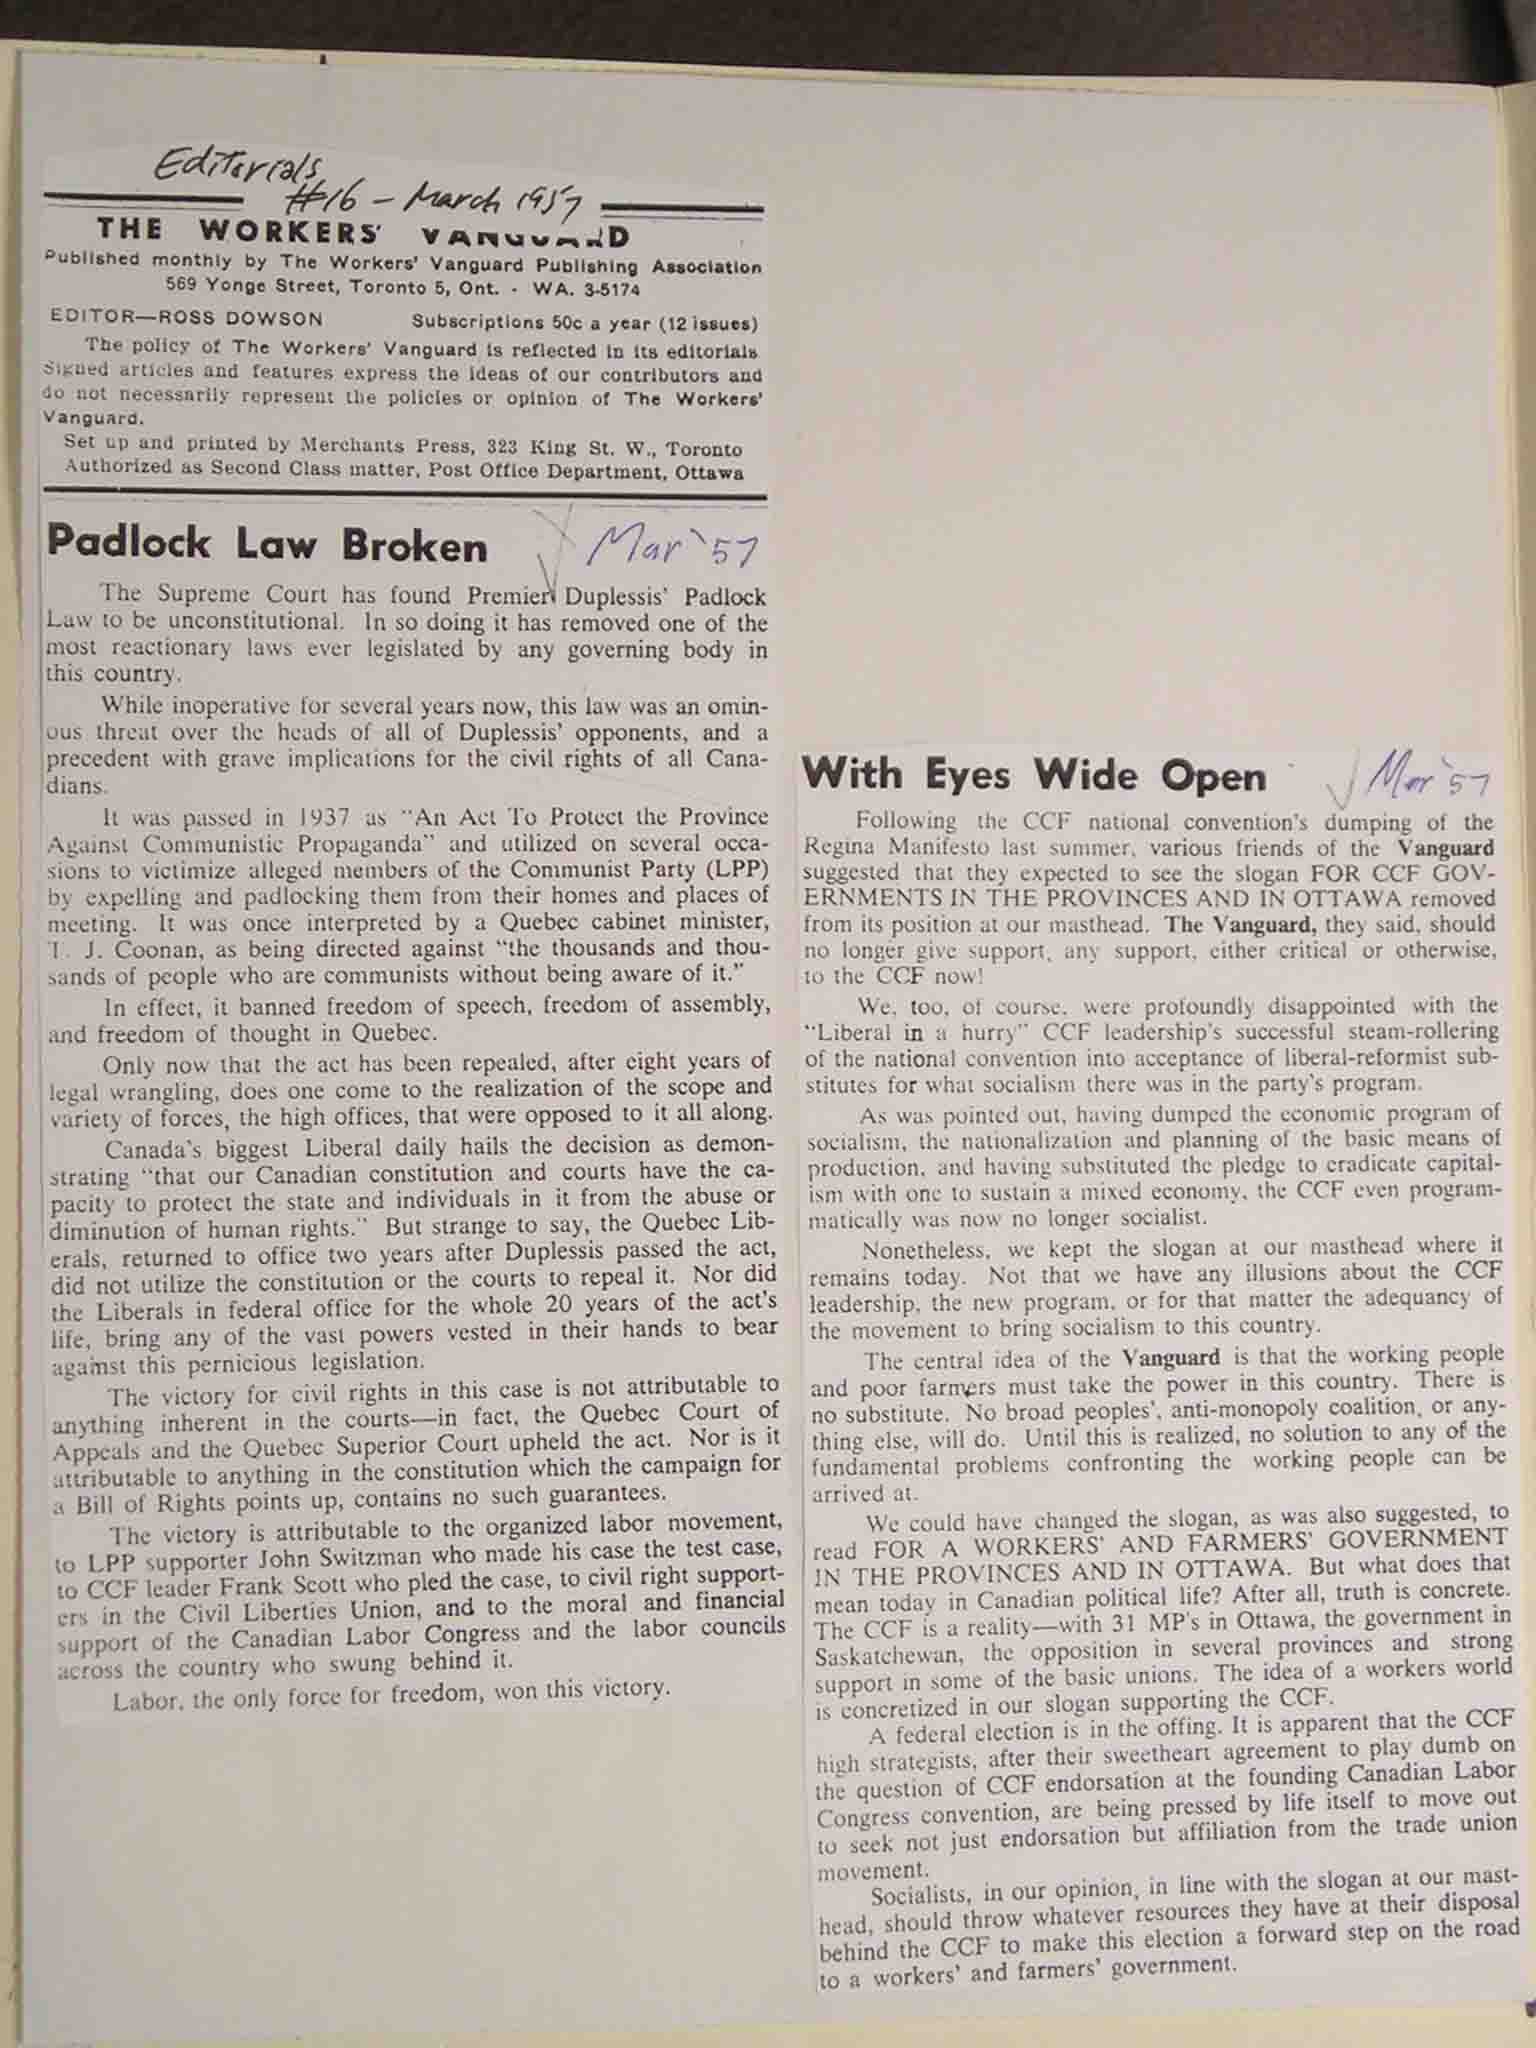 Editorials
#16 - March 1957
THE WORKERS' VANGUARD
Published monthly by The Workers' Vanguard Publishing Association
569 Yonge Street, Toronto 5, Ont. - WA. 3-5174
EDITOR—ROSS DOWSON Subscriptions 50c a year (12 issues)
The policy of The Workers' Vanguard is reflected in its editorials
Signed articles and features express the ideas of our contributors and
do not necessarily represent the policies or opinion of The Workers'
Vanguard.
Set up and printed by Merchants Press, 323 King St. W., Toronto
Authorized as Second Class matter, Post Office Department, Ottawa
Padlock Law Broken
Mar '57
The Supreme Court has found Premier Duplessis' Padlock
Law to be unconstitutional. In so doing it has removed one of the
most reactionary laws ever legislated by any governing body in
this country.
While inoperative for several years now, this law was an omin-
ous threat over the heads of all of Duplessis' opponents, and a
precedent with grave implications for the civil rights of all Cana-
dians.
It was passed in 1937 as "An Act To Protect the Province
Against Communistic Propaganda" and utilized on several occa-
sions to victimize alleged members of the Communist Party (LPP)
by expelling and padlocking them from their homes and places of
meeting. It was once interpreted by a Quebec cabinet minister,
T. J. Coonan, as being directed against "the thousands and thou-
sands of people who are communists without being aware of it."
In effect, it banned freedom of speech, freedom of assembly,
and freedom of thought in Quebec.
Only now that the act has been repealed, after eight years of
legal wrangling, does one come to the realization of the scope and
variety of forces, the high offices, that were opposed to it all along.
Canada's biggest Liberal daily hails the decision as demon-
strating "that our Canadian constitution and courts have the ca-
pacity to protect the state and individuals in it from the abuse or
diminution of human rights." But strange to say, the Quebec Lib-
erals, returned to office two years after Duplessis passed the act,
did not utilize the constitution or the courts to repeal it. Nor did
the Liberals in federal office for the whole 20 years of the act's
life, bring any of the vast powers vested in their hands to bear
against this pernicious legislation.
The victory for civil rights in this case is not attributable to
anything inherent in the courts—in fact, the Quebec Court of
Appeals and the Quebec Superior Court upheld the act. Nor is it
attributable to anything in the constitution which the campaign for
a Bill of Rights points up, contains no such guarantees.
The victory is attributable to the organized labor movement,
to LPP supporter John Switzman who made his case the test case,
to CCF leader Frank Scott who pled the case, to civil right support-
ers in the Civil Liberties Union, and to the moral and financial
support of the Canadian Labor Congress and the labor councils
across the country who swung behind it.
Labor, the only force for freedom, won this victory.
With Eyes Wide Open
Mar '57
Following the CCF national convention's dumping of the
Regina Manifesto last summer, various friends of the Vanguard
suggested that they expected to see the slogan FOR CCF GOV-
ERNMENTS IN THE PROVINCES AND IN OTTAWA removed
from its position at our masthead. The Vanguard, they said, should
no longer give support, any support, either critical or otherwise,
to the CCF now!
We, too, of course, were profoundly disappointed with the
"Liberal in a hurry" CCF leadership's successful steam-rollering
of the national convention into acceptance of liberal-reformist sub-
stitutes for what socialism there was in the party's program.
As was pointed out, having dumped the economic program of
socialism, the nationalization and planning of the basic means of
production, and having substituted the pledge to eradicate capital-
ism with one to sustain a mixed economy, the CCF even program-
matically was now no longer socialist.
Nonetheless, we kept the slogan at our masthead where it
remains today. Not that we have any illusions about the CCF
leadership, the new program, or for that matter the adequancy of
the movement to bring socialism to this country.
The central idea of the Vanguard is that the working people
and poor farmers must take the power in this country. There is
no substitute. No broad peoples', anti-monopoly coalition, or any-
thing else, will do. Until this is realized, no solution to any of the
fundamental problems confronting the working people can be
arrived at.
We could have changed the slogan, as was also suggested, to
read FOR A WORKERS' AND FARMERS' GOVERNMENT
IN THE PROVINCES AND IN OTTAWA. But what does that
mean today in Canadian political life? After all, truth is concrete.
The CCF is a reality—with 31 MP's in Ottawa, the government in
Saskatchewan, the opposition in several provinces and strong
support in some of the basic unions. The idea of a workers world
is concretized in our slogan supporting the CCF.
A federal election is in the offing. It is apparent that the CCF
high strategists, after their sweetheart agreement to play dumb on
the question of CCF endorsation at the founding Canadian Labor
Congress convention, are being pressed by life itself to move out
to seek not just endorsation but affiliation from the trade union
movement.
Socialists, in our opinion, in line with the slogan at our mast-
head, should throw whatever resources they have at their disposal
behind the CCF to make this election a forward step on the road
to a workers' and farmers' government.